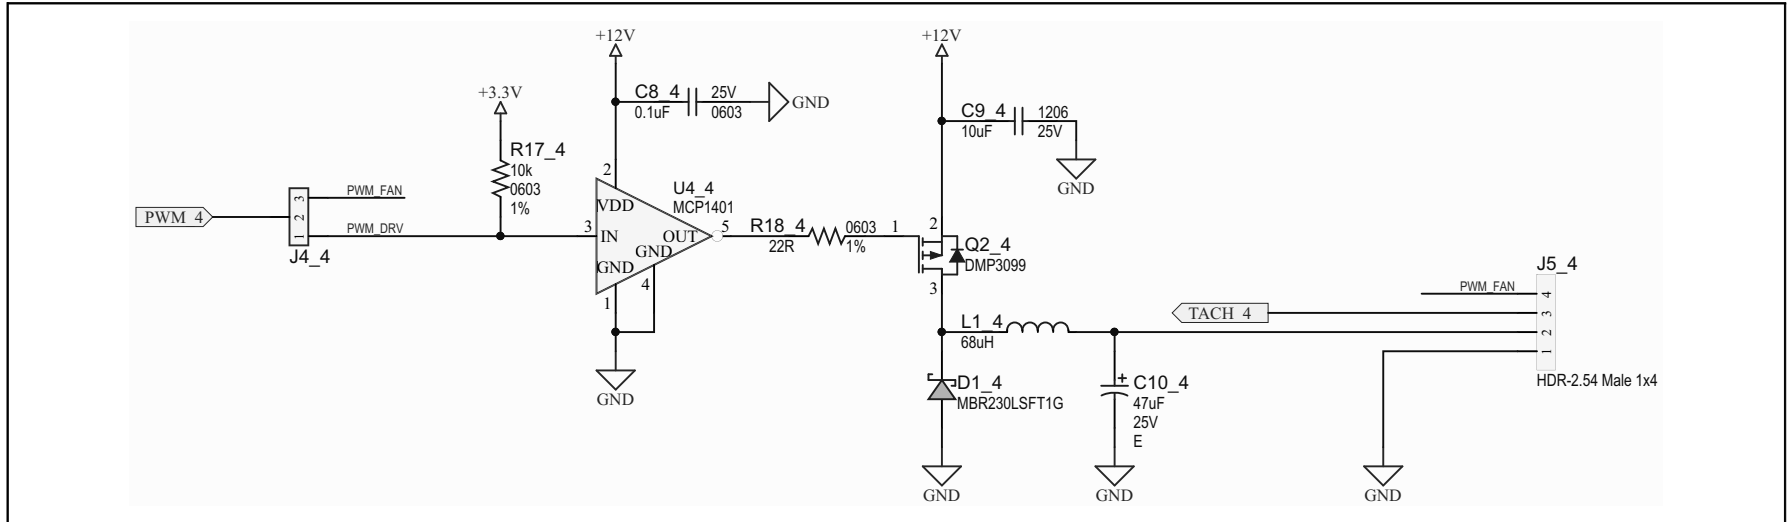 +12V
+12V
+3.3V
C8_4
0.1uF
25V
0603
GND
C9_4
10uF
1206
25V
GND
R17_4
10k
0603
1%
PWM_4
3
2
1
J4_4
PWM_FAN
PWM_DRV
2
VDD
U4_4
MCP1401
3
IN
OUT
5
GND
GND
4
1
GND
R18_4
22R
0603
1%
1
2
Q2_4
DMP3099
3
L1_4
68uH
D1_4
MBR230LSFT1G
GND
C10_4
+
47uF
25V
E
GND
TACH_4
PWM_FAN
J5_4
4
3
2
1
HDR-2.54 Male 1x4
GND